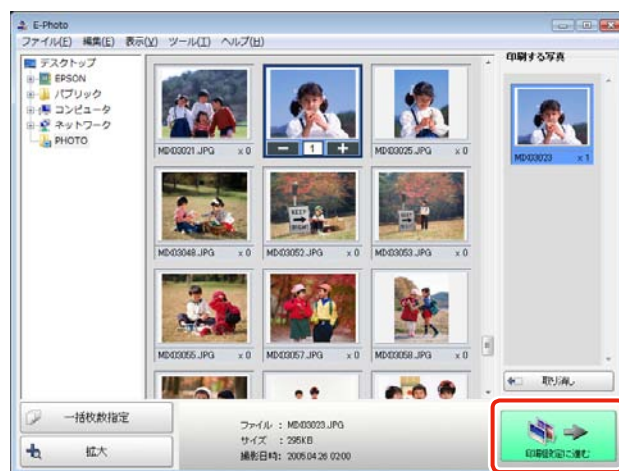 E-Photo
ファイル(F) 編集(E) 表示(V) ツール(T) ヘルプ(H)
デスクトップ
EPSON
パブリック
コンピュータ
ネットワーク
PHOTO
MDX03021.JPG x 0
1
MDX03025.JPG x 0
MDX03048.JPG x 0
MDX03052.JPG x 0
MDX03053.JPG x 0
KEEP
RIGHT
MDX03055.JPG x 0
MDX03057.JPG x 0
MDX03058.JPG x 0
印刷する写真
MDX03023 x 1
取り消し
一括枚数指定
拡大
ファイル : MDX03023.JPG
サイズ : 295KB
撮影日時: 2005.04.26 02:00
印刷設定に進む